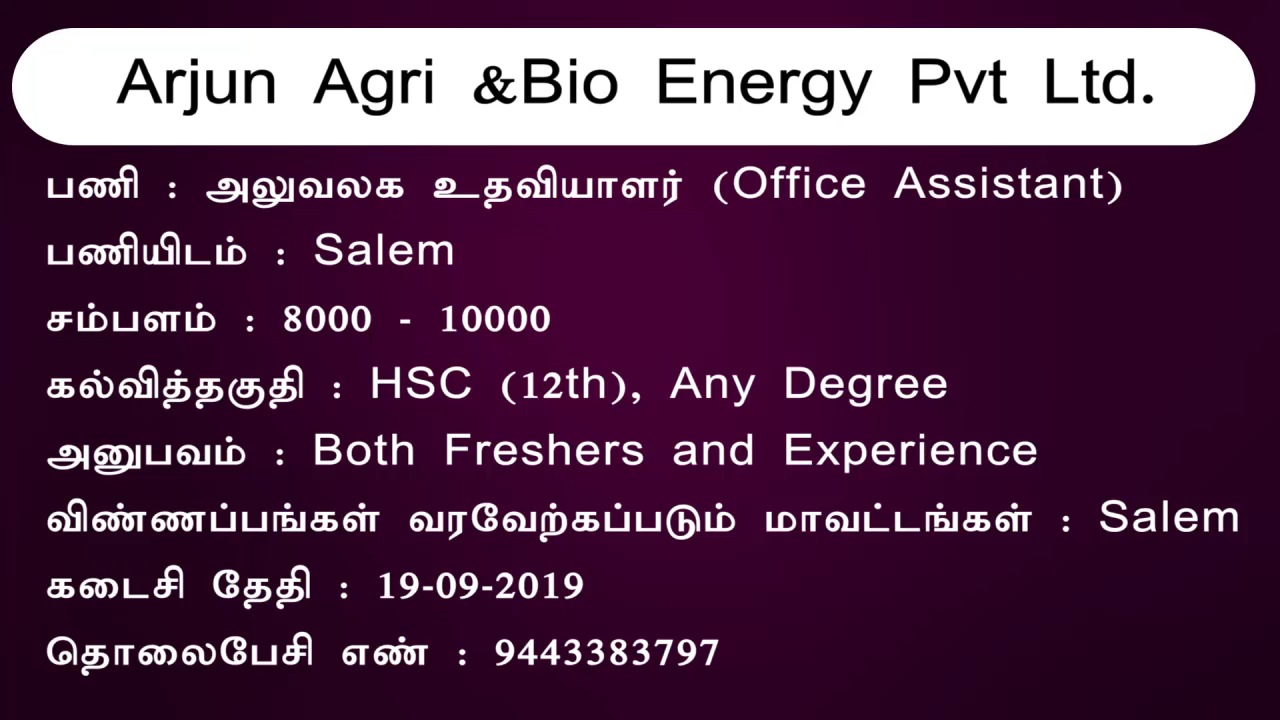 Arjun Agri &Bio Energy Pvt Ltd.
பணி : அலுவலக உதவியாளர் (Office Assistant)
பணியிடம் : Salem
சம்பளம் : 8000 - 10000
கல்வித்தகுதி : HSC (12th), Any Degree
அனுபவம் : Both Freshers and Experience
விண்ணப்பங்கள் வரவேற்கப்படும் மாவட்டங்கள் : Salem
கடைசி தேதி : 19-09-2019
தொலைபேசி எண் : 9443383797